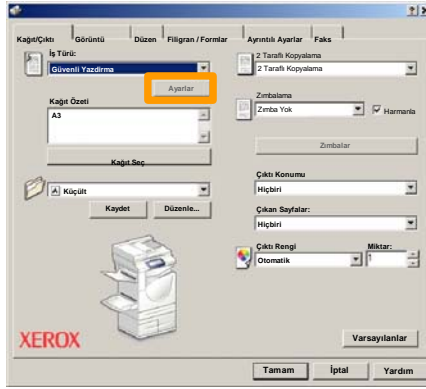 Kağıt/Çıktı Görüntü Düzen Filigran / Formlar Ayrıntılı Ayarlar Faks
İş Türü:
Güvenli Yazdırma
Ayarlar
Kağıt Özeti
A3
Kağıt Seç
A Küçült
Kaydet Düzenle...
XEROX
2 Taraflı Kopyalama
2 Taraflı Kopyalama
Zımbalama
Zımba Yok
Harmanla
Zımbalar
Çıktı Konumu
Hiçbiri
Çıkan Sayfalar:
Hiçbiri
Çıktı Rengi Miktar:
Otomatik 1
Varsayılanlar
Tamam İptal Yardım